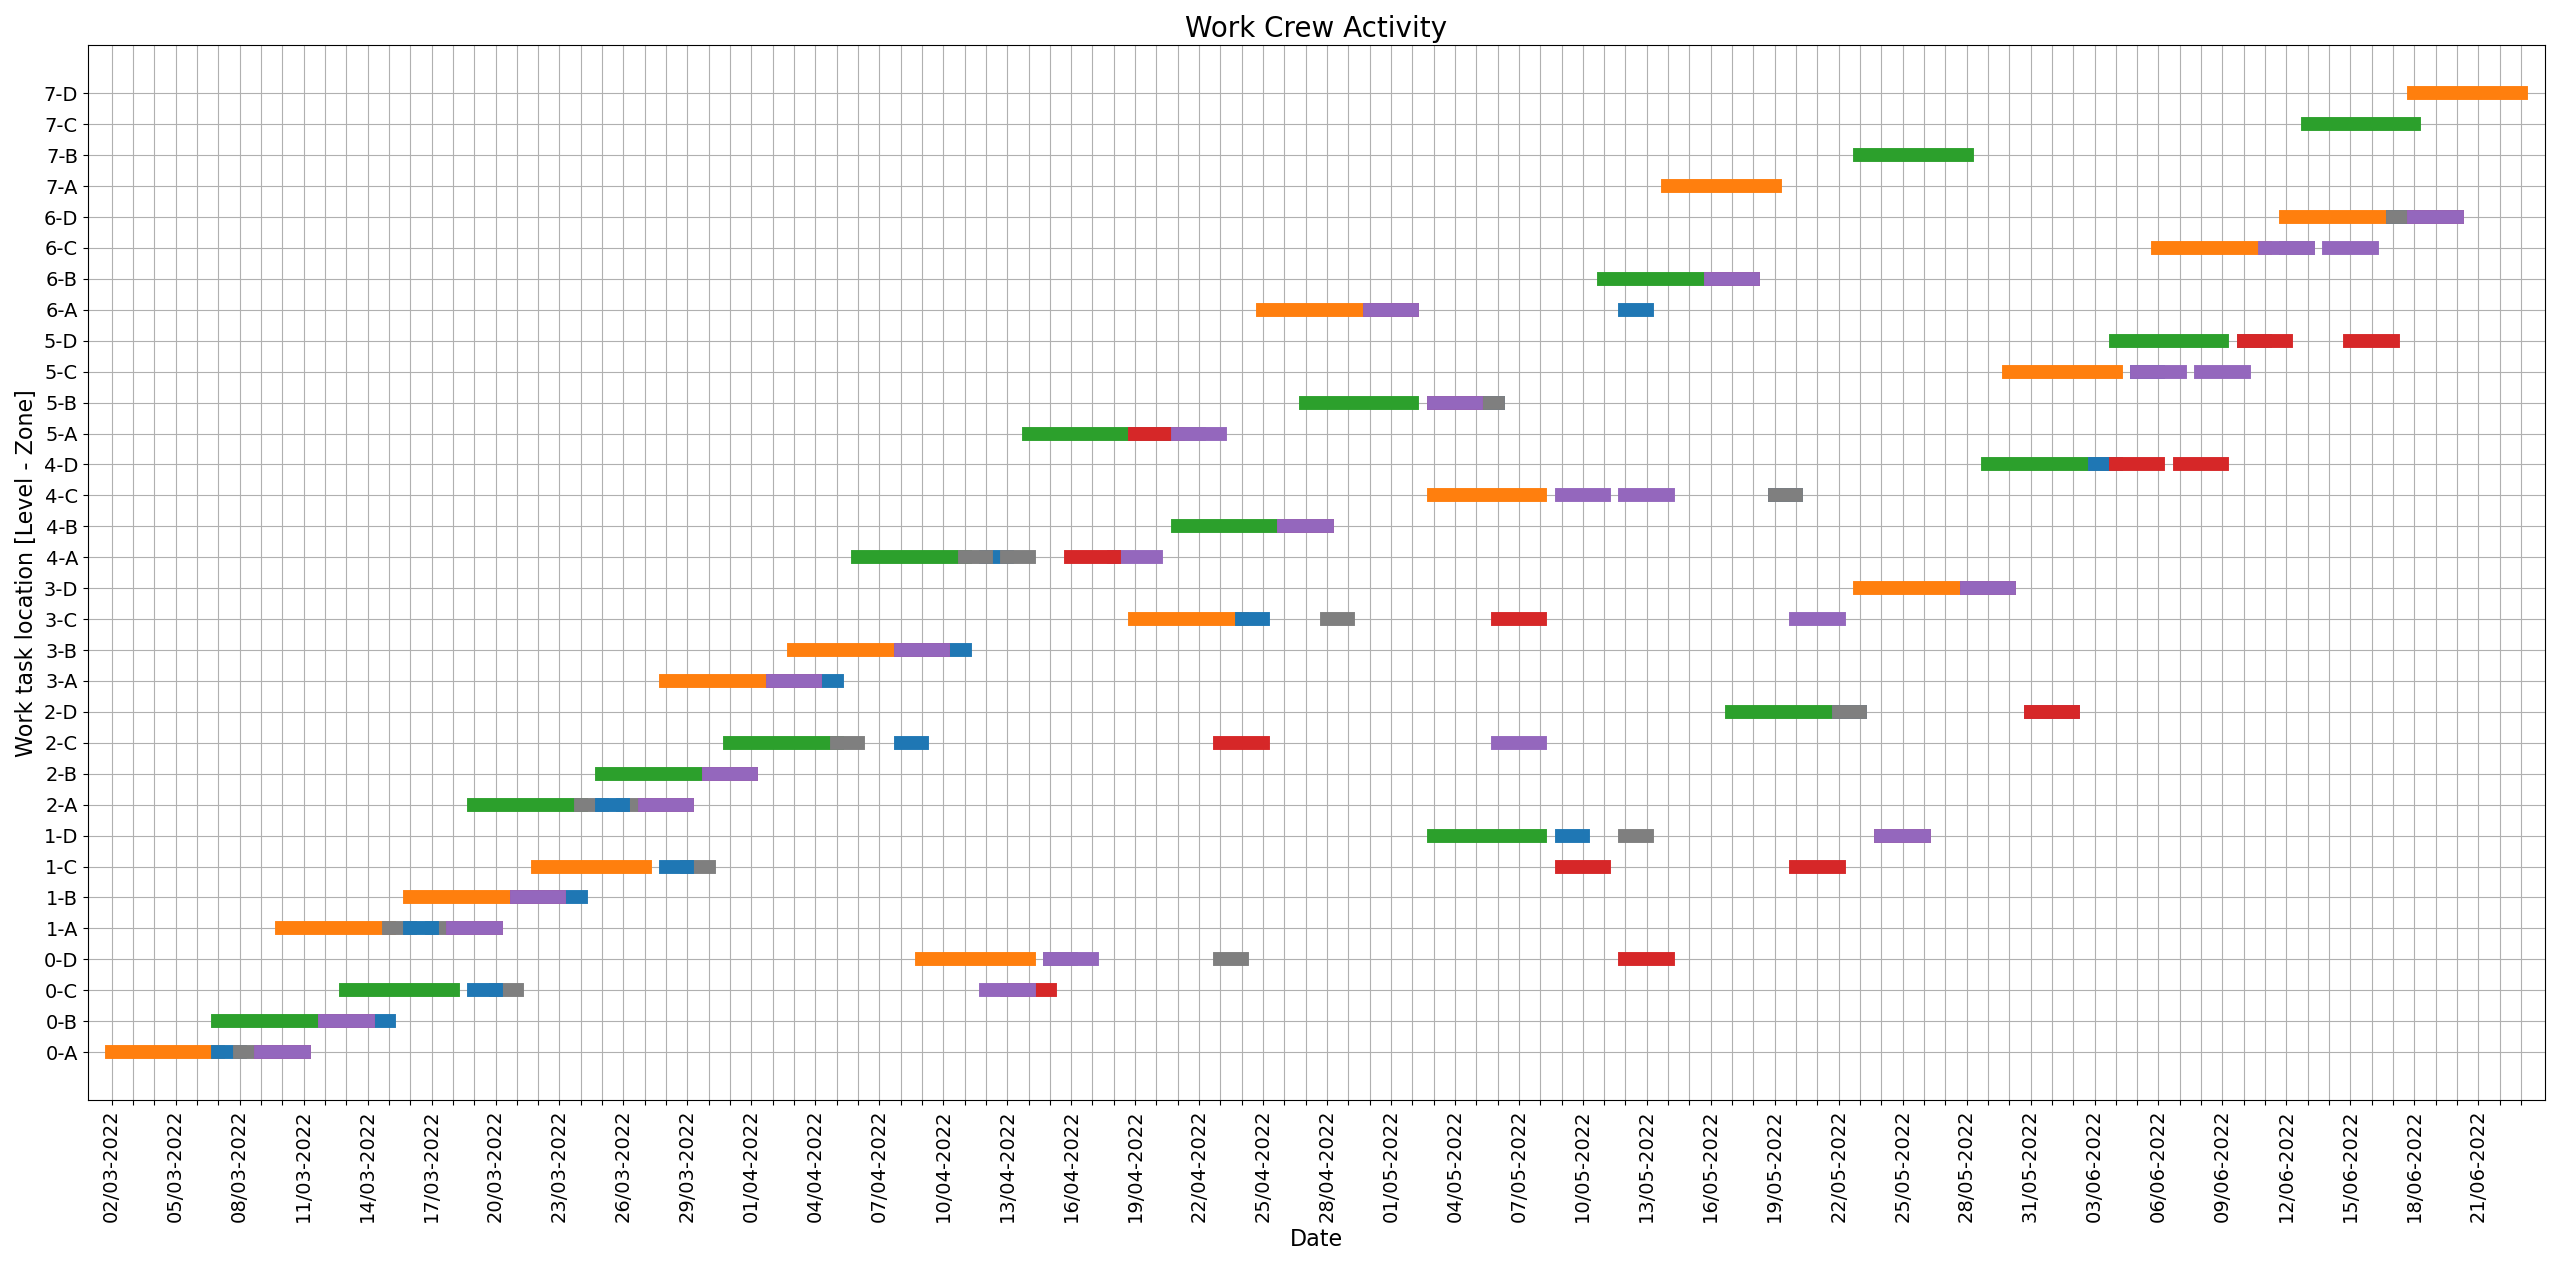 Work Crew Activity
Work task location [Level - Zone]
7-D
7-C
7-B
7-A
6-D
6-C
6-B
6-A
5-D
5-C
5-B
5-A
4-D
4-C
4-B
4-A
3-D
3-C
3-B
3-A
2-D
2-C
2-B
2-A
1-D
1-C
1-B
1-A
0-D
0-C
0-B
0-A
02/03-2022
05/03-2022
08/03-2022
11/03-2022
14/03-2022
17/03-2022
20/03-2022
23/03-2022
26/03-2022
29/03-2022
01/04-2022
04/04-2022
07/04-2022
10/04-2022
13/04-2022
16/04-2022
19/04-2022
22/04-2022
25/04-2022
28/04-2022
01/05-2022
04/05-2022
07/05-2022
10/05-2022
13/05-2022
16/05-2022
19/05-2022
22/05-2022
25/05-2022
28/05-2022
31/05-2022
03/06-2022
06/06-2022
09/06-2022
12/06-2022
15/06-2022
18/06-2022
21/06-2022
Date